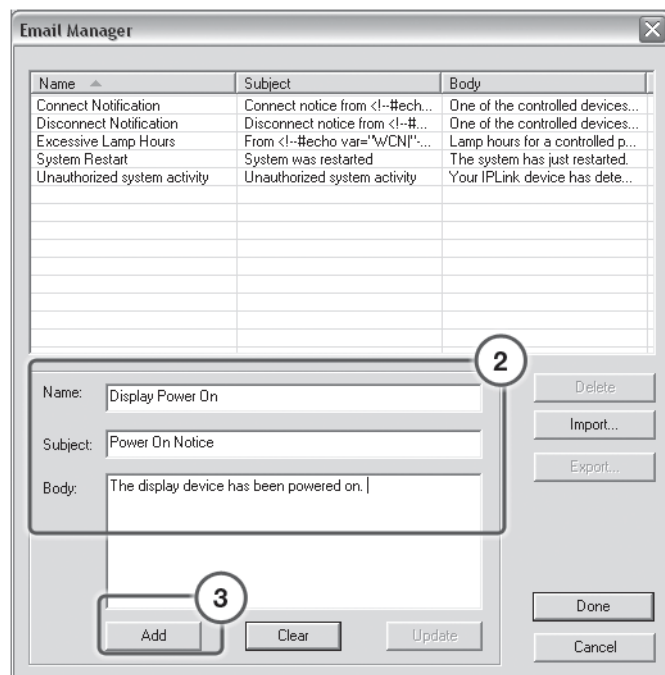 Email Manager
Name Subject Body
Connect Notification Connect notice from <!--#ech... One of the controlled devices...
Disconnect Notification Disconnect notice from <!--#... One of the controlled devices...
Excessive Lamp Hours From <!--#echo var="WCN|"-... Lamp hours for a controlled p...
System Restart System was restarted The system has just restarted.
Unauthorized system activity Unauthorized system activity Your IPLink device has dete...
2
Name: Display Power On
Delete
Subject: Power On Notice
Import...
Body: The display device has been powered on.
Export...
3
Add Clear Update
Done
Cancel